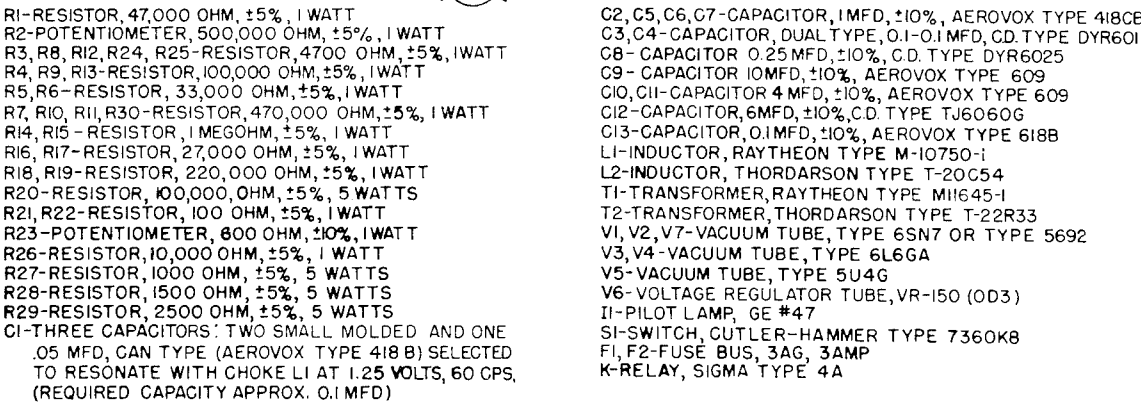 R1-RESISTOR, 47,000 OHM, ±5%, 1 WATT
R2-POTENTIOMETER, 500,000 OHM, ±5%, 1 WATT
R3, R8, R12, R24, R25-RESISTOR, 4700 OHM, ±5%, 1WATT
R4, R9, R13-RESISTOR, 100,000 OHM, ±5%, 1WATT
R5, R6-RESISTOR, 33,000 OHM, ±5%, 1 WATT
R7, R10, R11, R30-RESISTOR, 470,000 OHM, ±5%, 1 WATT
R14, R15-RESISTOR, 1 MEGOHM, ±5%, 1 WATT
R16, R17-RESISTOR, 27,000 OHM, ±5%, 1 WATT
R18, R19-RESISTOR, 220,000 OHM, ±5%, 1 WATT
R20-RESISTOR, 100,000, OHM, ±5%, 5 WATTS
R21, R22-RESISTOR, 100 OHM, ±5%, 1 WATT
R23-POTENTIOMETER, 600 OHM, ±10%, 1 WATT
R26-RESISTOR, 10,000 OHM, ±5%, 1 WATT
R27-RESISTOR, 1000 OHM, ±5%, 5 WATTS
R28-RESISTOR, 1500 OHM, ±5%, 5 WATTS
R29-RESISTOR, 2500 OHM, ±5%, 5 WATTS
C1-THREE CAPACITORS: TWO SMALL MOLDED AND ONE
.05 MFD, CAN TYPE (AEROVOX TYPE 418 B) SELECTED
TO RESONATE WITH CHOKE L1 AT 1.25 VOLTS, 60 CPS,
(REQUIRED CAPACITY APPROX. 0.1 MFD)
C2, C5, C6, C7-CAPACITOR, 1 MFD, ±10%, AEROVOX TYPE 418CB
C3, C4-CAPACITOR, DUAL TYPE, 0.1-0.1 MFD, C.D. TYPE DYR601
C8-CAPACITOR 0.25 MFD, ±10%, C.D. TYPE DYR6025
C9-CAPACITOR 10MFD, ±10%, AEROVOX TYPE 609
C10, C11-CAPACITOR 4 MFD, ±10%, AEROVOX TYPE 609
C12-CAPACITOR, 6MFD, ±10%, C.D. TYPE TJ6060G
C13-CAPACITOR, 0.1 MFD, ±10%, AEROVOX TYPE 618B
L1-INDUCTOR, RAYTHEON TYPE M-10750-1
L2-INDUCTOR, THORDARSON TYPE T-20C54
T1-TRANSFORMER, RAYTHEON TYPE M11645-1
T2-TRANSFORMER, THORDARSON TYPE T-22R33
V1, V2, V7-VACUUM TUBE, TYPE 6SN7 OR TYPE 5692
V3, V4-VACUUM TUBE, TYPE 6L6GA
V5-VACUUM TUBE, TYPE 5U4G
V6-VOLTAGE REGULATOR TUBE, VR-150 (OD3)
I1-PILOT LAMP, GE #47
S1-SWITCH, CUTLER-HAMMER TYPE 7360K8
F1, F2-FUSE BUS, 3AG, 3AMP
K-RELAY, SIGMA TYPE 4A